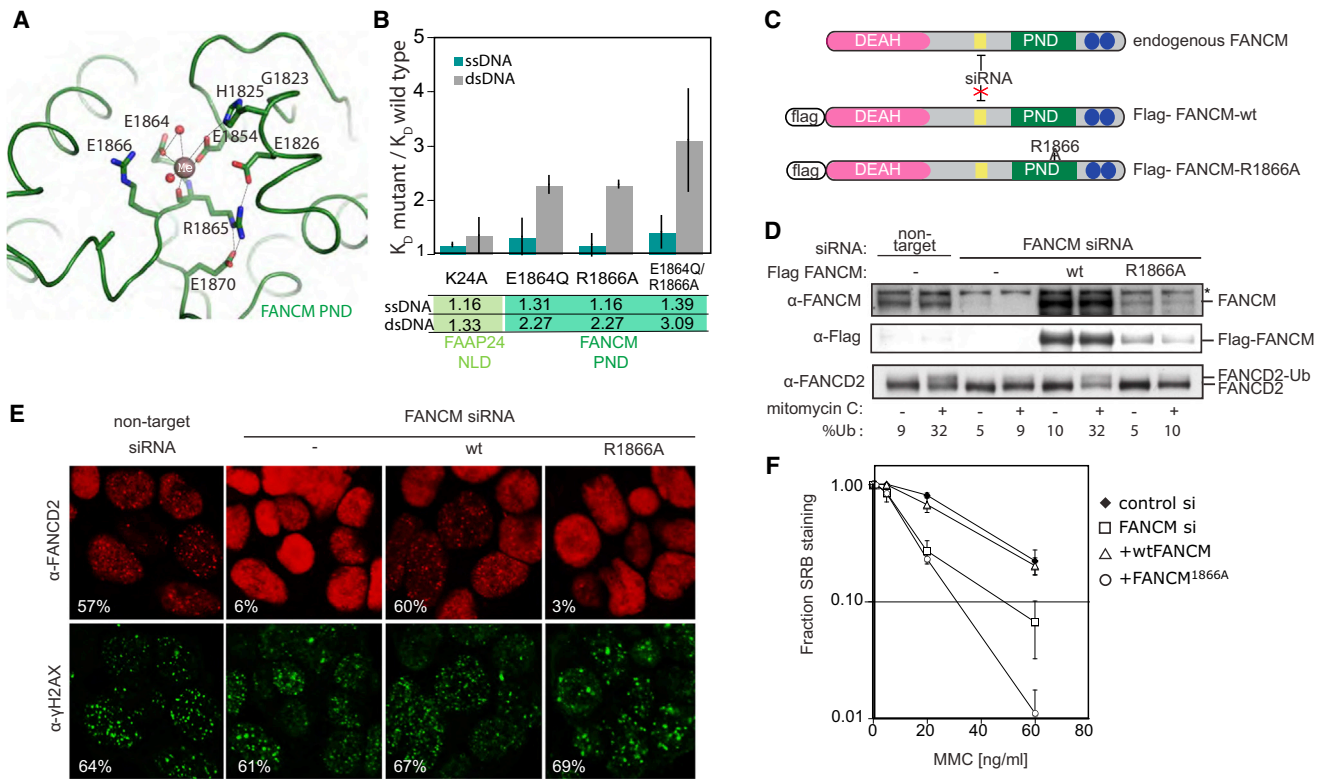 A
G1823
H1825
E1864
E1854
E1866
E1826
Me
R1865
E1870
FANCM PND
B
K_D mutant / K_D wild type
5
4
3
2
1
ssDNA
dsDNA
K24A E1864Q R1866A E1864Q/
R1866A
ssDNA 1.16 1.31 1.16 1.39
dsDNA 1.33 2.27 2.27 3.09
FAAP24 FANCM
NLD PND
C
DEAH PND endogenous FANCM
siRNA
flag DEAH PND Flag- FANCM-wt
R1866
flag DEAH PND Flag- FANCM-R1866A
D
siRNA: non-target FANCM siRNA
Flag FANCM: - - wt R1866A
α-FANCM * FANCM
α-Flag Flag-FANCM
α-FANCD2 FANCD2-Ub
FANCD2
mitomycin C: - + - + - + - +
%Ub : 9 32 5 9 10 32 5 10
E
non-target FANCM siRNA
siRNA - wt R1866A
α-FANCD2
57% 6% 60% 3%
α-γH2AX
64% 61% 67% 69%
F
Fraction SRB staining
1.00
0.10
0.01
0 20 40 60 80
MMC [ng/ml]
control si
FANCM si
+wtFANCM
+FANCM1866A